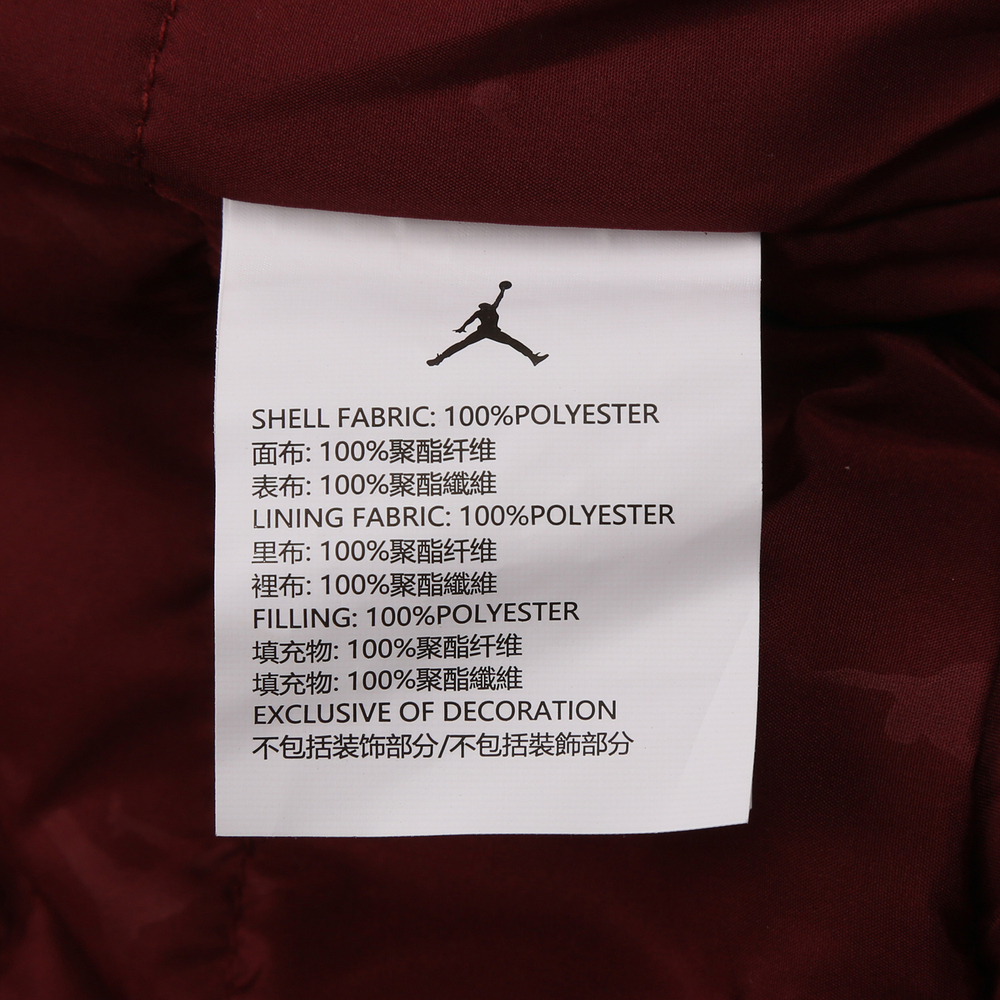 SHELL FABRIC: 100%POLYESTER
面布: 100%聚酯纤维
表布: 100%聚酯纖維
LINING FABRIC: 100%POLYESTER
里布: 100%聚酯纤维
裡布: 100%聚酯纖維
FILLING: 100%POLYESTER
填充物: 100%聚酯纤维
填充物: 100%聚酯纖維
EXCLUSIVE OF DECORATION
不包括装饰部分/不包括裝飾部分